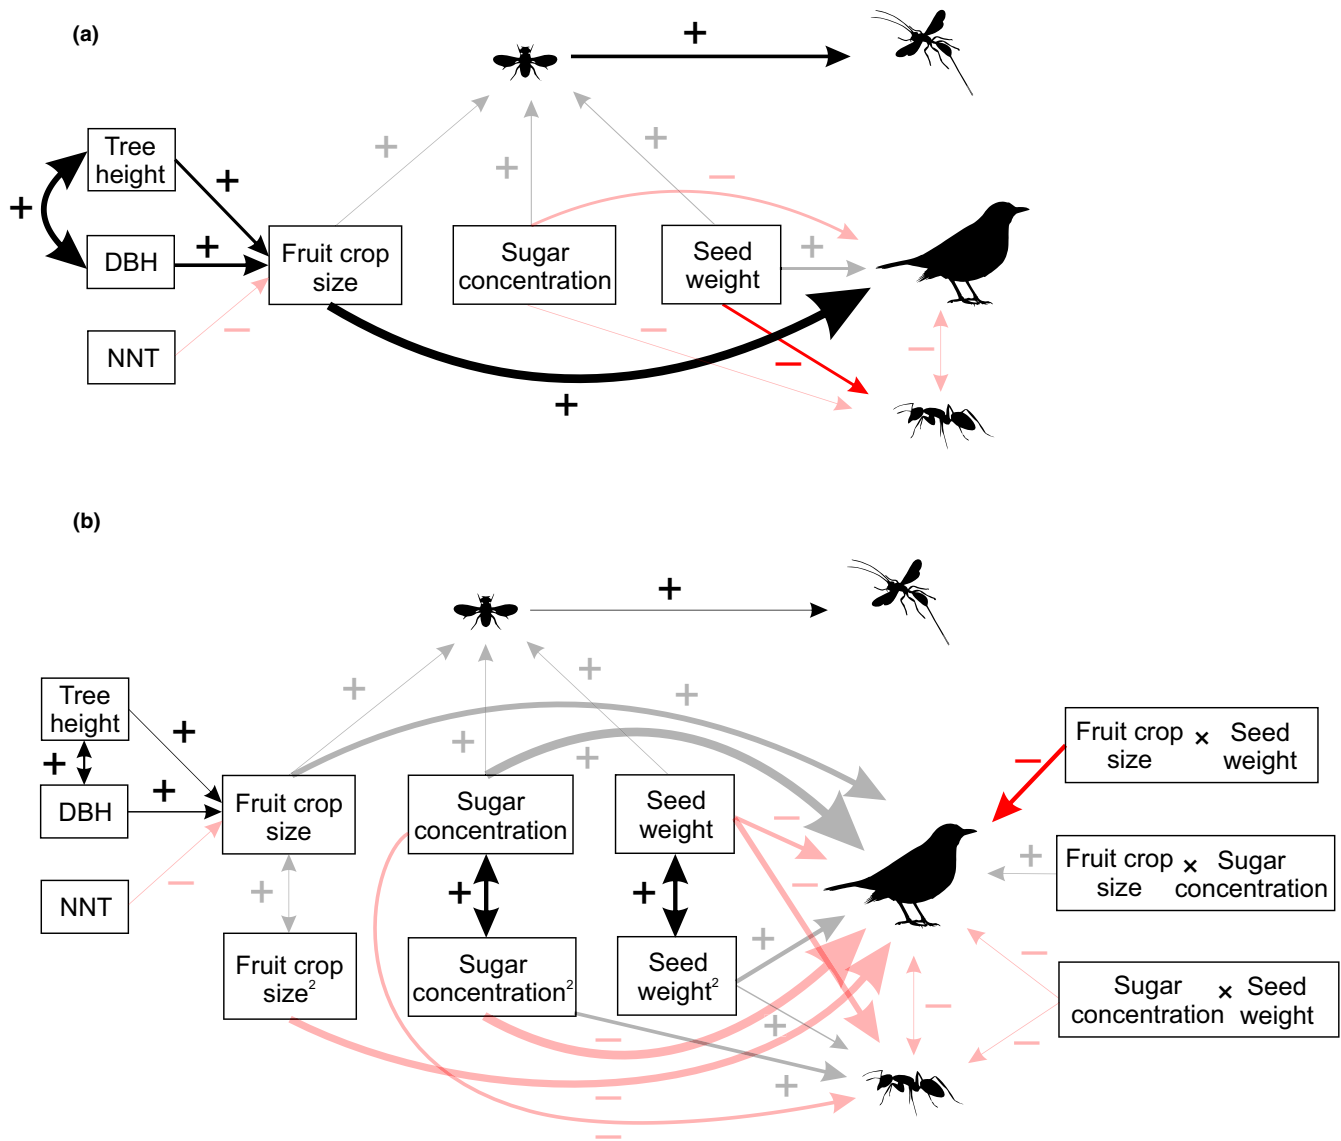 (a)
+
+
+
+
+
Tree
height
+
−
+
+
DBH
Fruit crop
size
Sugar
concentration
Seed
weight
+
NNT
−
−
−
−
+
(b)
+
+
+
+
Tree
height
+
+
+
+
DBH
+
Fruit crop
size
Sugar
concentration
Seed
weight
−
−
Fruit crop
size × Seed
weight
−
NNT
−
+
+
+
+
Fruit crop
size × Sugar
concentration
+
Fruit crop
size²
Sugar
concentration²
Seed
weight²
−
−
Sugar
concentration × Seed
weight
−
−
+
+
−
−